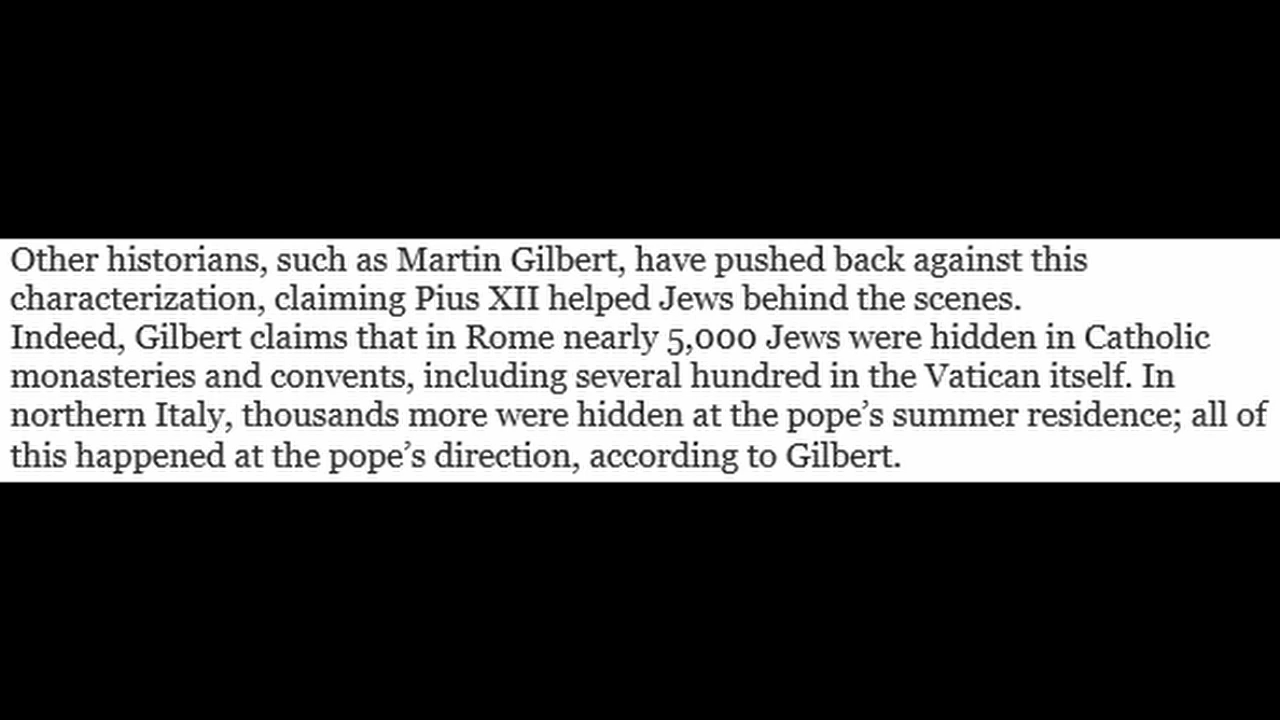 Other historians, such as Martin Gilbert, have pushed back against this
characterization, claiming Pius XII helped Jews behind the scenes.
Indeed, Gilbert claims that in Rome nearly 5,000 Jews were hidden in Catholic
monasteries and convents, including several hundred in the Vatican itself. In
northern Italy, thousands more were hidden at the pope’s summer residence; all of
this happened at the pope’s direction, according to Gilbert.